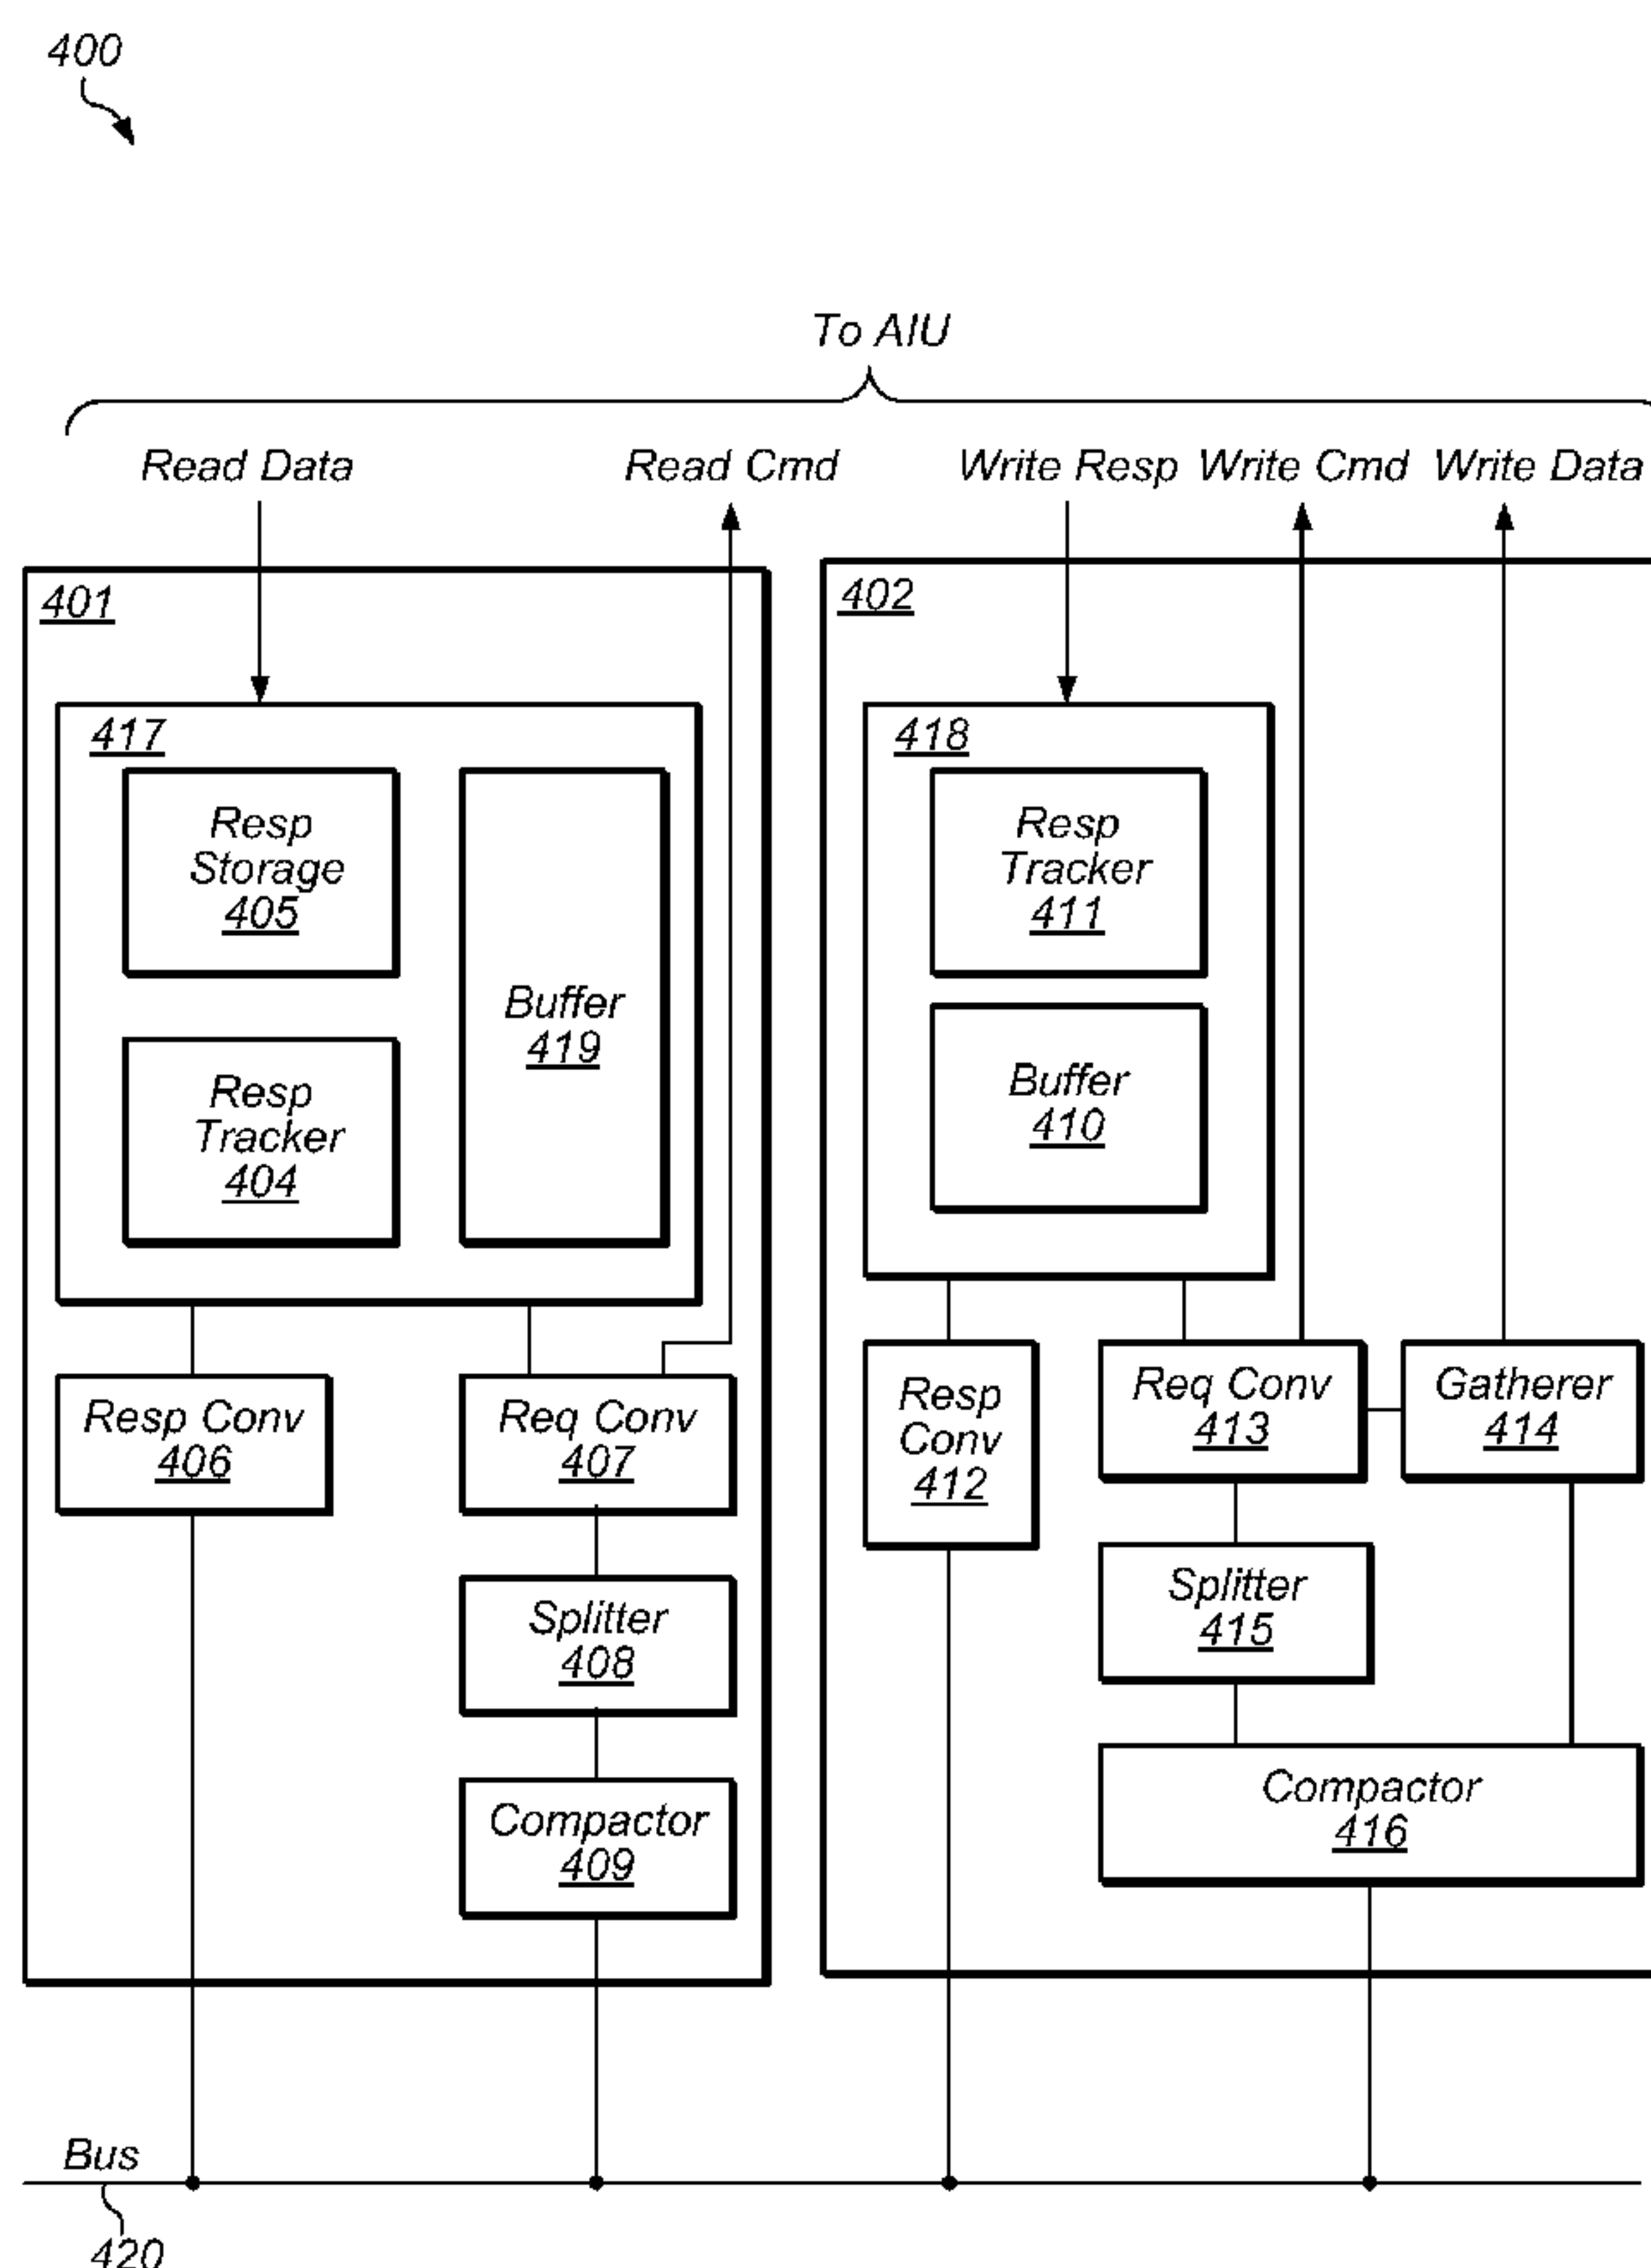 400
To AIU
Read Data
Read Cmd
Write Resp
Write Cmd
Write Data
401
417
Resp
Storage
405
Buffer
419
Resp
Tracker
404
Resp Conv
406
Req Conv
407
Splitter
408
Compactor
409
402
418
Resp
Tracker
411
Buffer
410
Resp
Conv
412
Req Conv
413
Gatherer
414
Splitter
415
Compactor
416
Bus
420